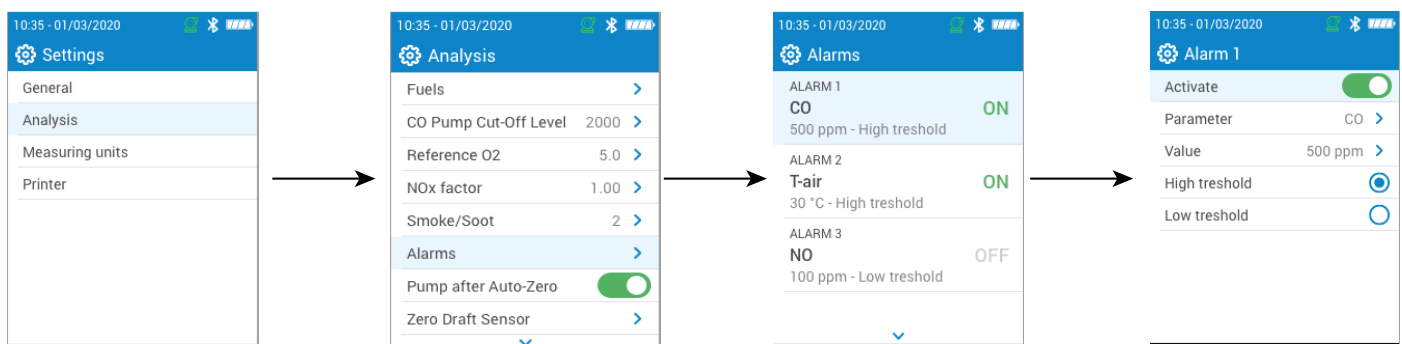 10:35 - 01/03/2020
Settings
General
Analysis
Measuring units
Printer
10:35 - 01/03/2020
Analysis
Fuels
CO Pump Cut-Off Level 2000
Reference O2 5.0
NOx factor 1.00
Smoke/Soot 2
Alarms
Pump after Auto-Zero
Zero Draft Sensor
10:35 - 01/03/2020
Alarms
ALARM 1
CO ON
500 ppm - High treshold
ALARM 2
T-air ON
30 °C - High treshold
ALARM 3
NO OFF
100 ppm - Low treshold
10:35 - 01/03/2020
Alarm 1
Activate
Parameter CO
Value 500 ppm
High treshold
Low treshold